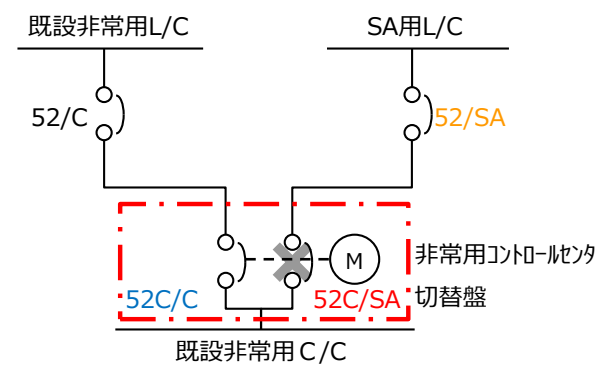 既設非常用L/C
SA用L/C
52/C
52/SA
M
非常用ｺﾝﾄﾛｰﾙｾﾝﾀ
52C/C
52C/SA
切替盤
既設非常用Ｃ/Ｃ